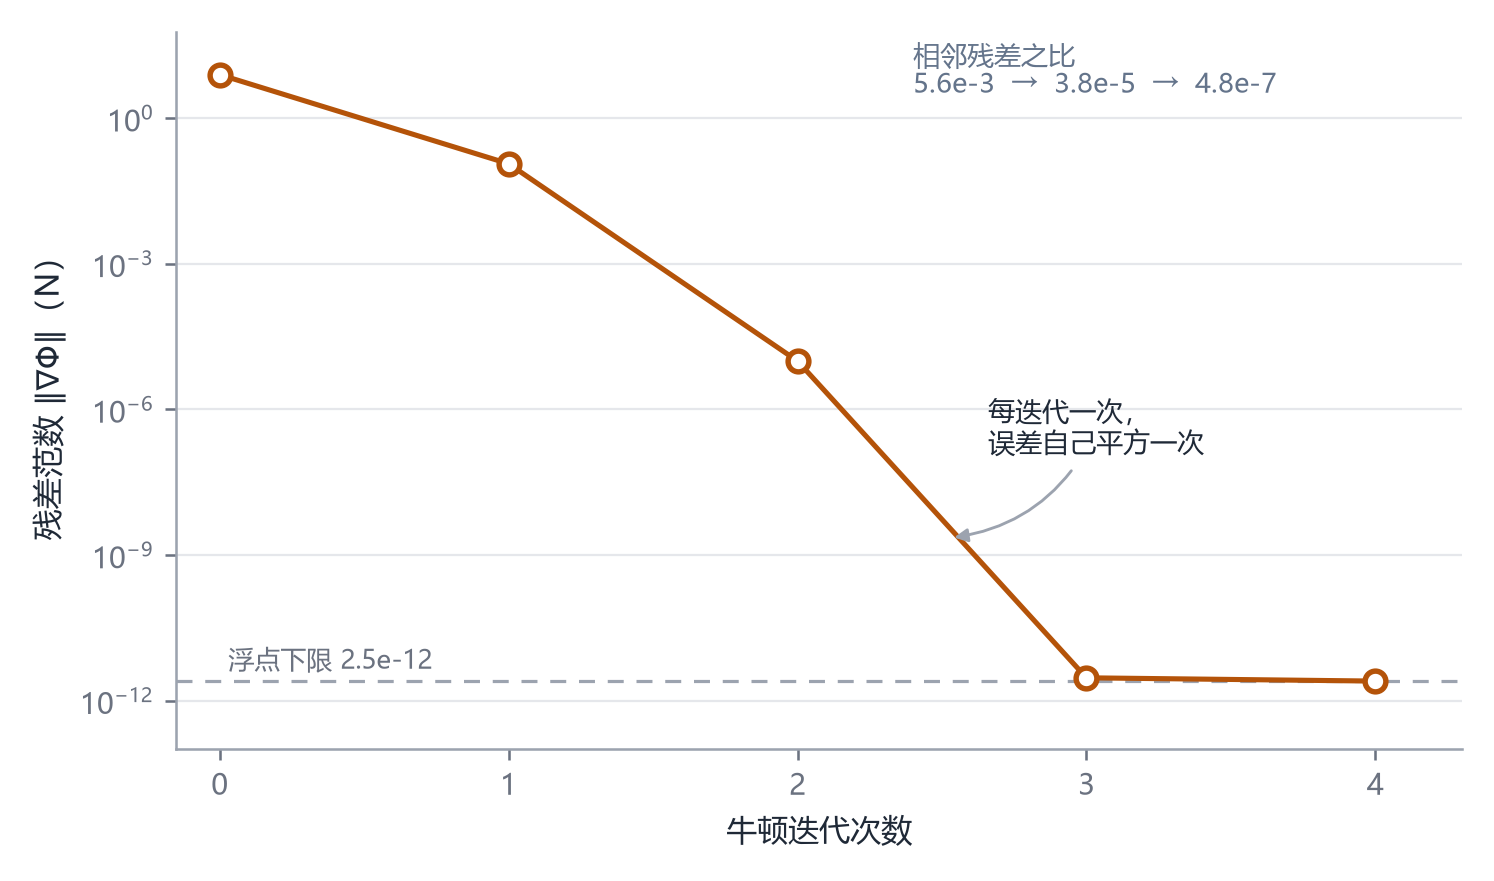 相邻残差之比
5.6e-3 → 3.8e-5 → 4.8e-7
10⁰
10⁻³
10⁻⁶
10⁻⁹
10⁻¹²
残差范数 ‖∇Φ‖（N）
每迭代一次，
误差自己平方一次
浮点下限 2.5e-12
0 1 2 3 4
牛顿迭代次数